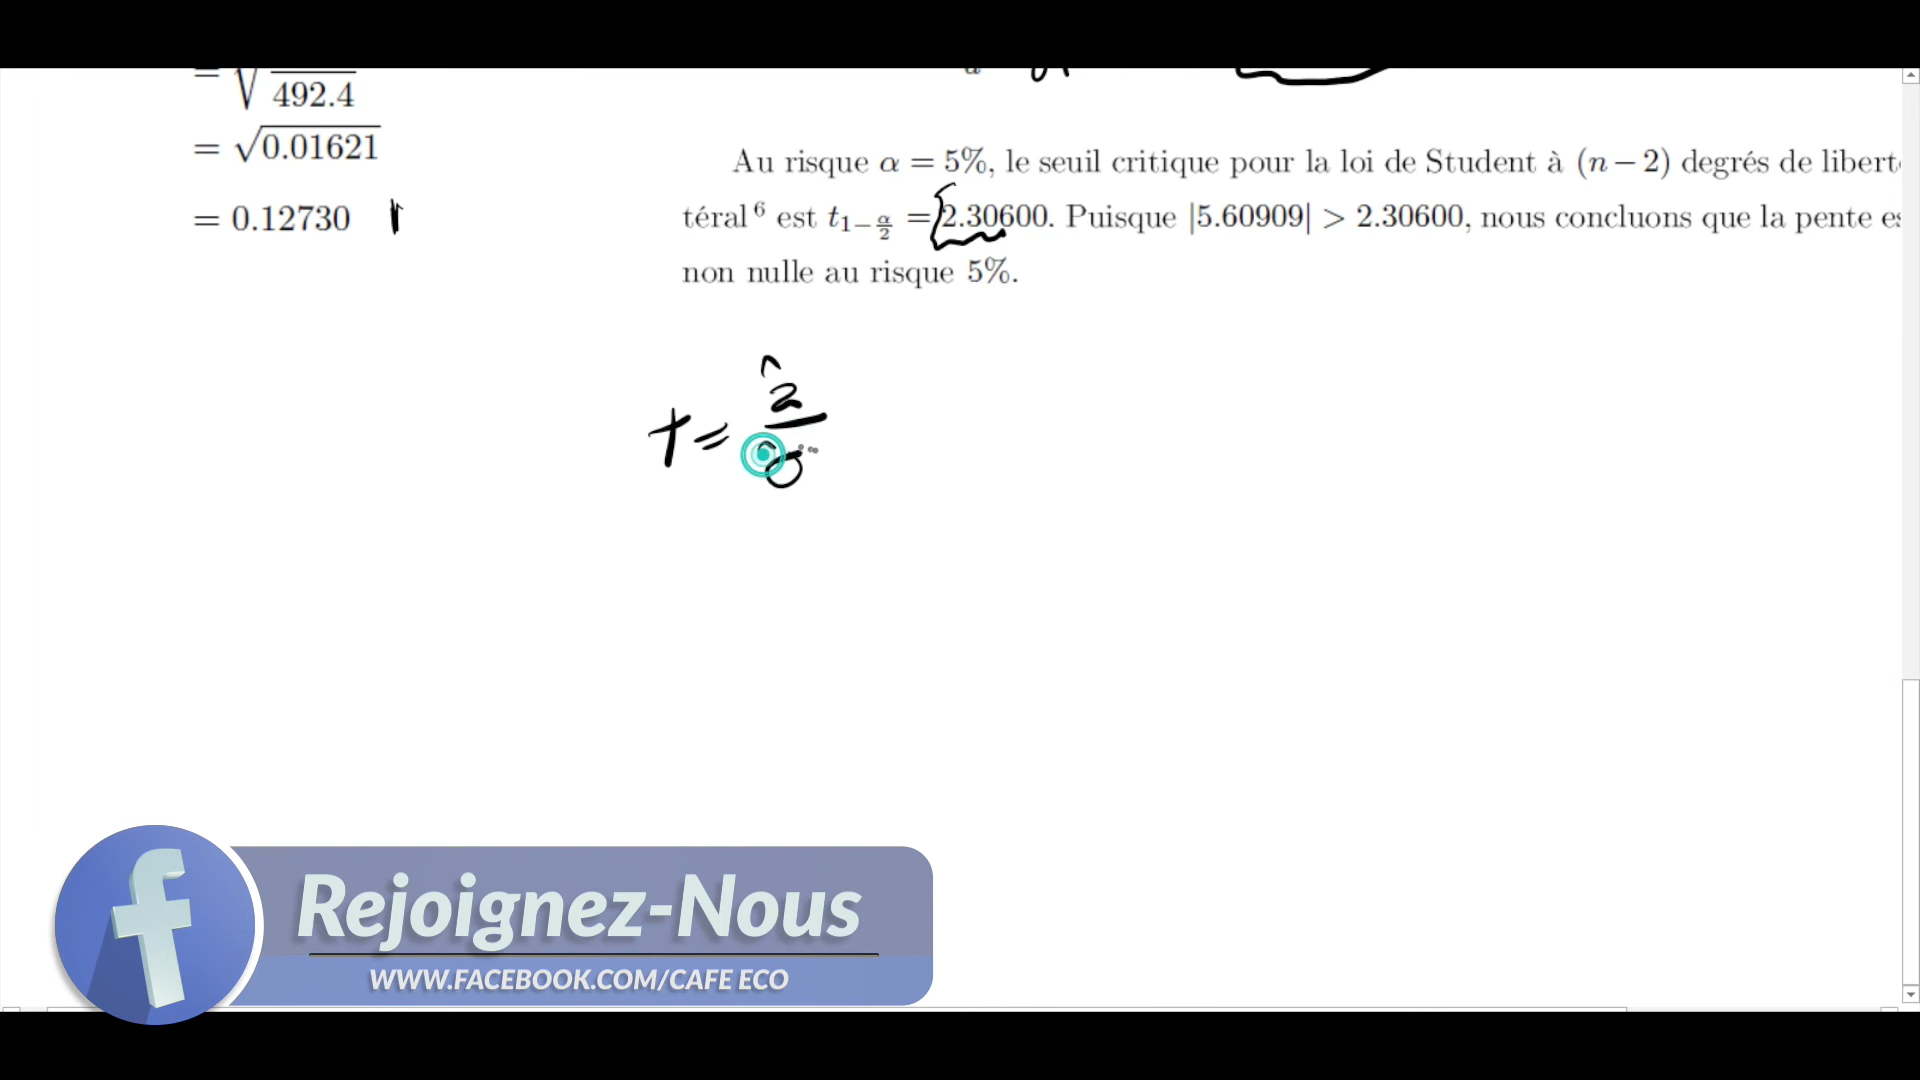 = √ 492.4
= √0.01621
= 0.12730
Au risque α = 5%, le seuil critique pour la loi de Student à (n − 2) degrés de libert
téral 6 est t1−α/2 = 2.30600. Puisque |5.60909| > 2.30600, nous concluons que la pente es
non nulle au risque 5%.
t = â / σ̂
Rejoignez-Nous
WWW.FACEBOOK.COM/CAFE ECO